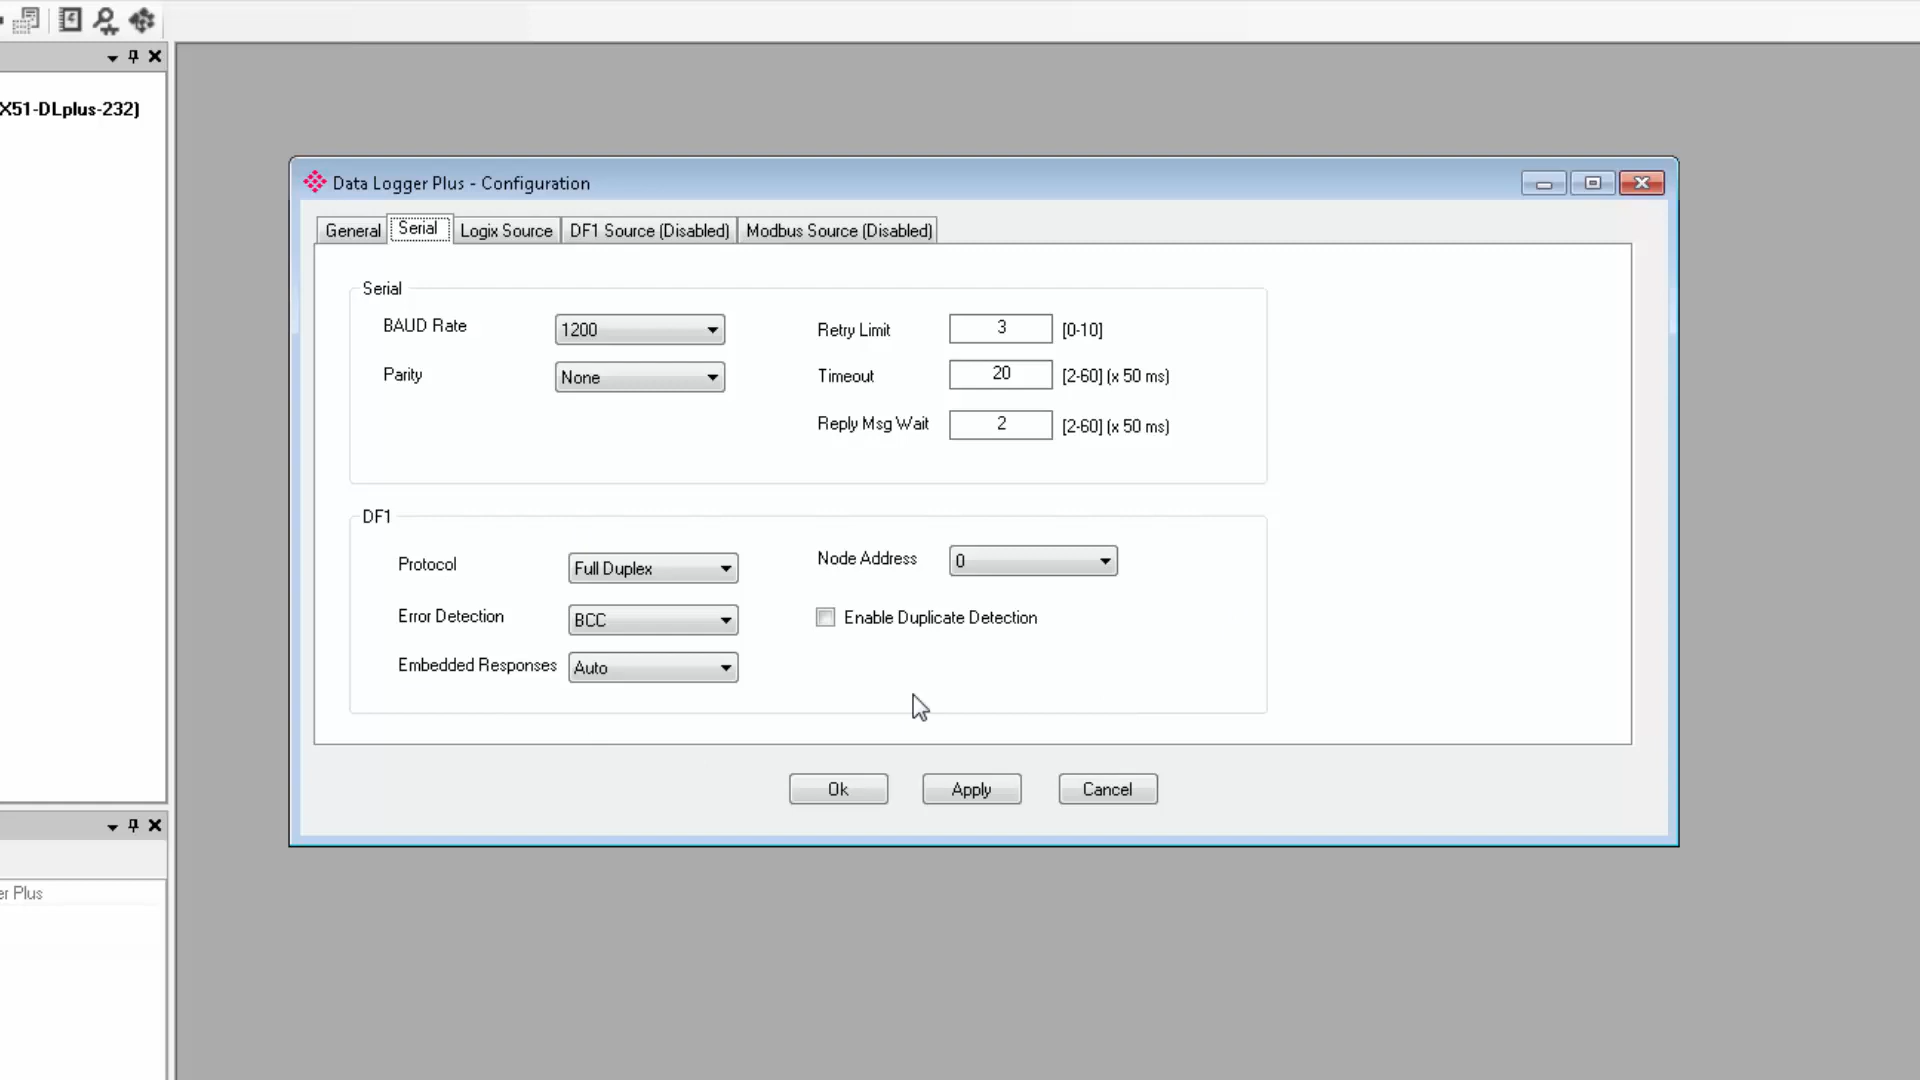 X51-DLplus-232)
Data Logger Plus - Configuration
General Serial Logix Source DF1 Source (Disabled) Modbus Source (Disabled)
Serial
BAUD Rate 1200 Retry Limit 3 [0-10]
Parity None Timeout 20 [2-60] (x 50 ms)
Reply Msg Wait 2 [2-60] (x 50 ms)
DF1
Protocol Full Duplex Node Address 0
Error Detection BCC Enable Duplicate Detection
Embedded Responses Auto
Ok Apply Cancel
er Plus